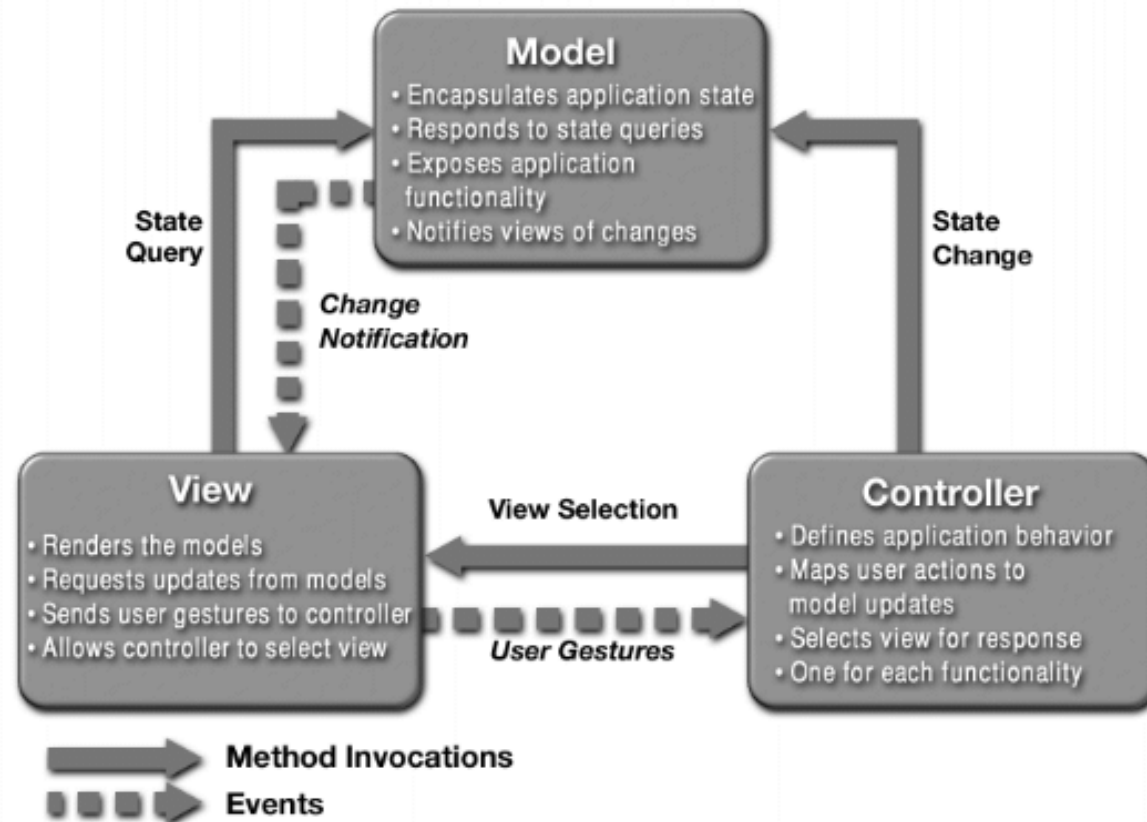 Model
• Encapsulates application state
• Responds to state queries
• Exposes application
functionality
• Notifies views of changes
State
Query
State
Change
Change
Notification
View
• Renders the models
• Requests updates from models
• Sends user gestures to controller
• Allows controller to select view
View Selection
User Gestures
Controller
• Defines application behavior
• Maps user actions to
model updates
• Selects view for response
• One for each functionality
Method Invocations
Events